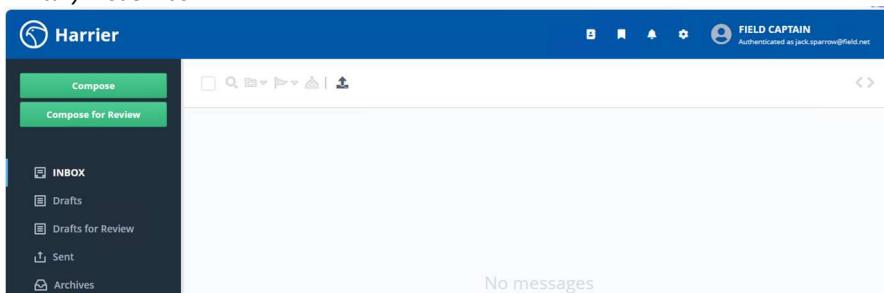 Harrier
FIELD CAPTAIN
Authenticated as jack.sparrow@field.net
Compose
Compose for Review
INBOX
Drafts
Drafts for Review
Sent
Archives
No messages